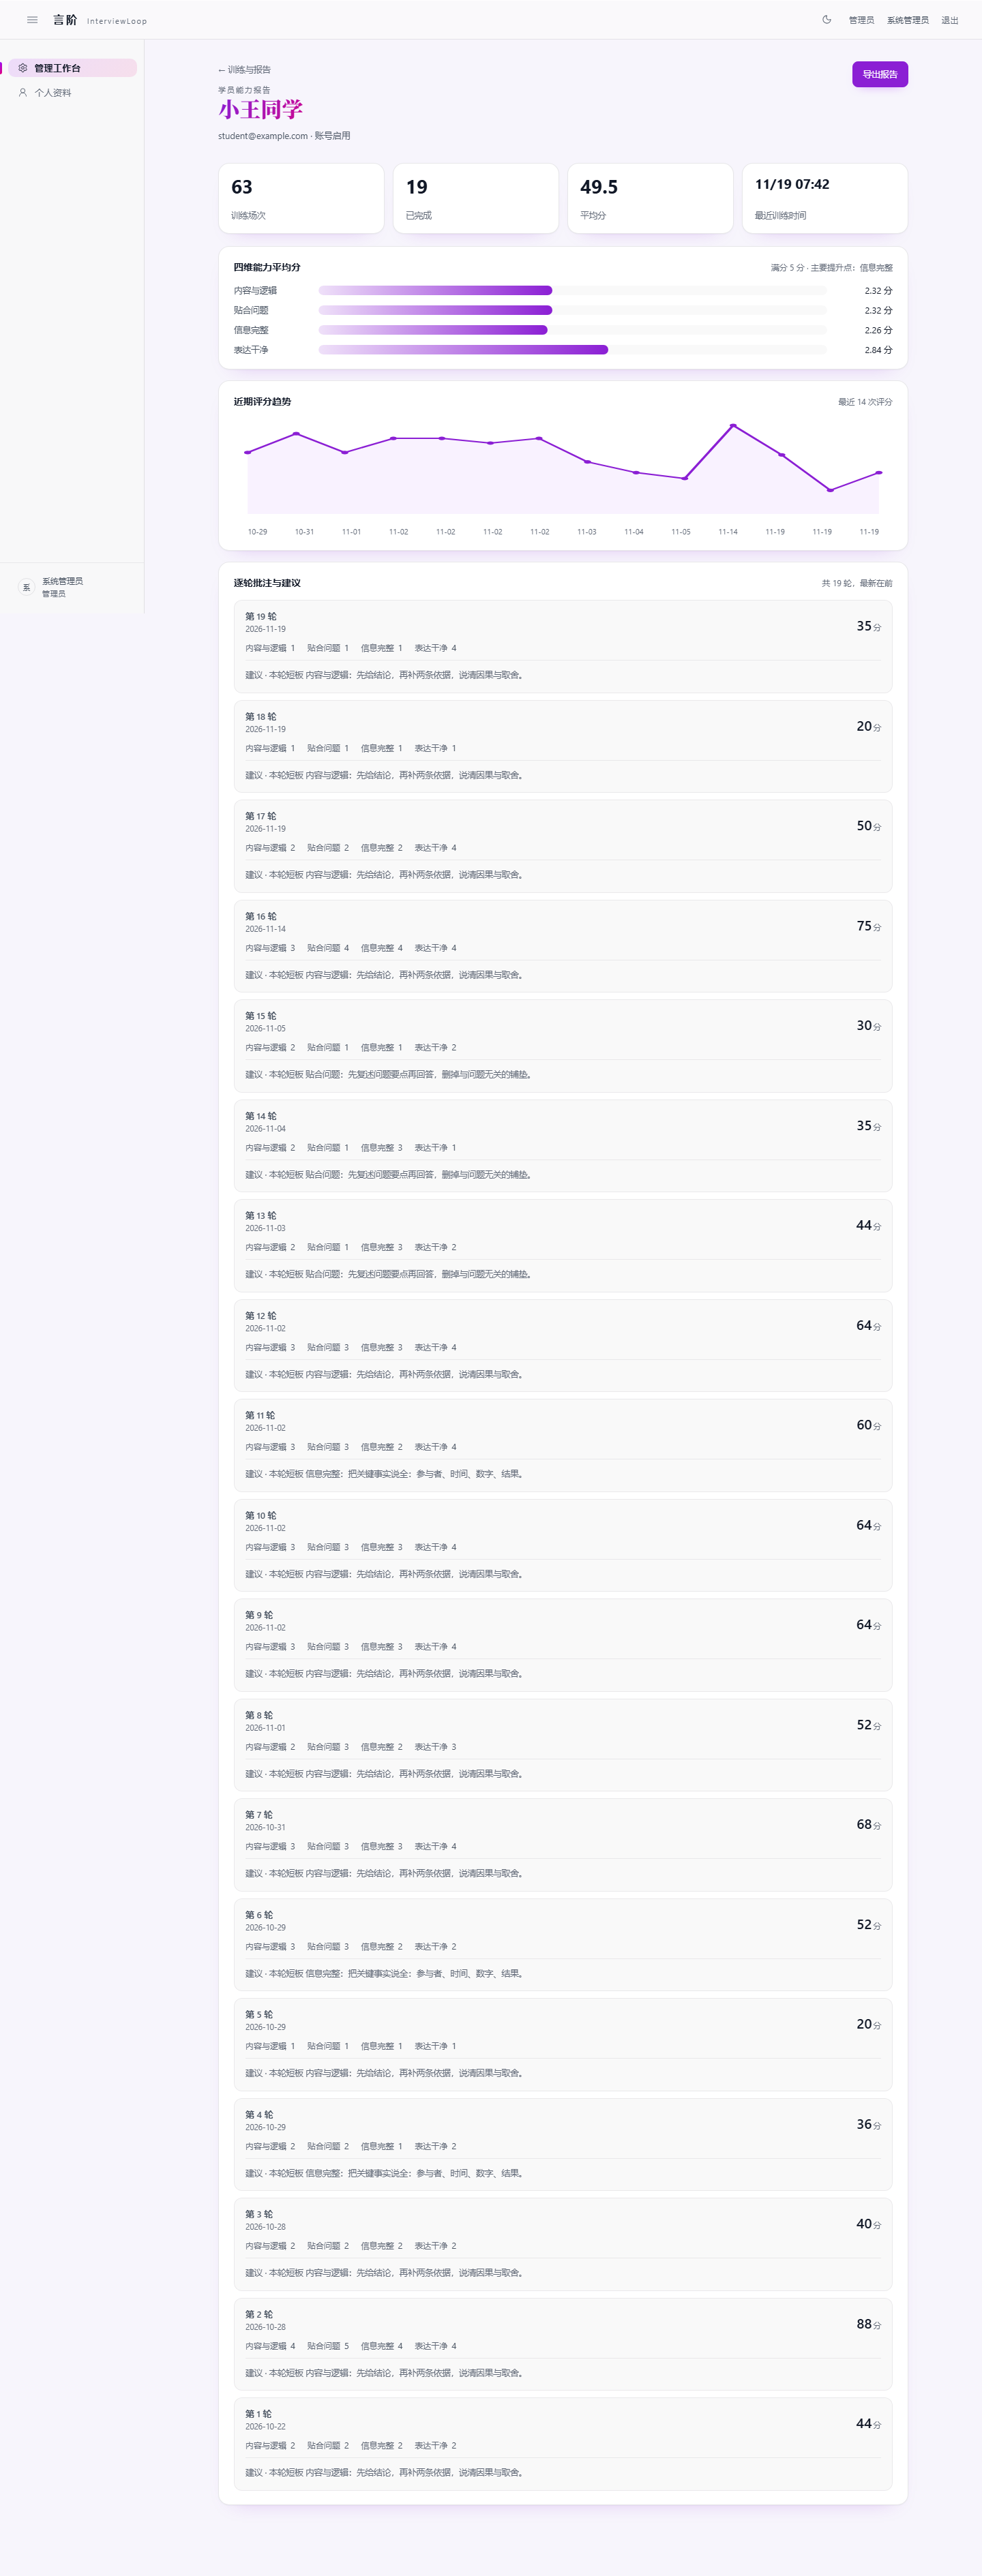 言阶 InterviewLoop 管理员 系统管理员 退出
管理工作台
个人资料
← 训练与报告
导出报告
学员能力报告
小王同学
student@example.com · 账号启用
63 19 49.5 11/19 07:42
训练场次 已完成 平均分 最近训练时间
四维能力平均分 满分 5 分 · 主要提升点：信息完整
内容与逻辑 2.32 分
贴合问题 2.32 分
信息完整 2.26 分
表达干净 2.84 分
近期评分趋势 最近 14 次评分
10-29 10-31 11-01 11-02 11-02 11-02 11-02 11-03 11-04 11-05 11-14 11-19 11-19 11-19
系 系统管理员
管理员
逐轮批注与建议 共 19 轮，最新在前
第 19 轮
2026-11-19
35分
内容与逻辑 1 贴合问题 1 信息完整 1 表达干净 4
建议 · 本轮短板 内容与逻辑：先给结论，再补两条依据，说清因果与取舍。
第 18 轮
2026-11-19
20分
内容与逻辑 1 贴合问题 1 信息完整 1 表达干净 1
建议 · 本轮短板 内容与逻辑：先给结论，再补两条依据，说清因果与取舍。
第 17 轮
2026-11-19
50分
内容与逻辑 2 贴合问题 2 信息完整 2 表达干净 4
建议 · 本轮短板 内容与逻辑：先给结论，再补两条依据，说清因果与取舍。
第 16 轮
2026-11-14
75分
内容与逻辑 3 贴合问题 4 信息完整 4 表达干净 4
建议 · 本轮短板 内容与逻辑：先给结论，再补两条依据，说清因果与取舍。
第 15 轮
2026-11-05
30分
内容与逻辑 2 贴合问题 1 信息完整 1 表达干净 2
建议 · 本轮短板 贴合问题：先复述问题要点再回答，删掉与问题无关的铺垫。
第 14 轮
2026-11-04
35分
内容与逻辑 2 贴合问题 1 信息完整 3 表达干净 1
建议 · 本轮短板 贴合问题：先复述问题要点再回答，删掉与问题无关的铺垫。
第 13 轮
2026-11-03
44分
内容与逻辑 2 贴合问题 1 信息完整 3 表达干净 2
建议 · 本轮短板 贴合问题：先复述问题要点再回答，删掉与问题无关的铺垫。
第 12 轮
2026-11-02
64分
内容与逻辑 3 贴合问题 3 信息完整 3 表达干净 4
建议 · 本轮短板 内容与逻辑：先给结论，再补两条依据，说清因果与取舍。
第 11 轮
2026-11-02
60分
内容与逻辑 3 贴合问题 3 信息完整 2 表达干净 4
建议 · 本轮短板 信息完整：把关键事实说全：参与者、时间、数字、结果。
第 10 轮
2026-11-02
64分
内容与逻辑 3 贴合问题 3 信息完整 3 表达干净 4
建议 · 本轮短板 内容与逻辑：先给结论，再补两条依据，说清因果与取舍。
第 9 轮
2026-11-02
64分
内容与逻辑 3 贴合问题 3 信息完整 3 表达干净 4
建议 · 本轮短板 内容与逻辑：先给结论，再补两条依据，说清因果与取舍。
第 8 轮
2026-11-01
52分
内容与逻辑 2 贴合问题 3 信息完整 2 表达干净 3
建议 · 本轮短板 内容与逻辑：先给结论，再补两条依据，说清因果与取舍。
第 7 轮
2026-10-31
68分
内容与逻辑 3 贴合问题 3 信息完整 3 表达干净 4
建议 · 本轮短板 内容与逻辑：先给结论，再补两条依据，说清因果与取舍。
第 6 轮
2026-10-29
52分
内容与逻辑 3 贴合问题 3 信息完整 2 表达干净 2
建议 · 本轮短板 信息完整：把关键事实说全：参与者、时间、数字、结果。
第 5 轮
2026-10-29
20分
内容与逻辑 1 贴合问题 1 信息完整 1 表达干净 1
建议 · 本轮短板 内容与逻辑：先给结论，再补两条依据，说清因果与取舍。
第 4 轮
2026-10-29
36分
内容与逻辑 2 贴合问题 2 信息完整 1 表达干净 2
建议 · 本轮短板 信息完整：把关键事实说全：参与者、时间、数字、结果。
第 3 轮
2026-10-28
40分
内容与逻辑 2 贴合问题 2 信息完整 2 表达干净 2
建议 · 本轮短板 内容与逻辑：先给结论，再补两条依据，说清因果与取舍。
第 2 轮
2026-10-28
88分
内容与逻辑 4 贴合问题 5 信息完整 4 表达干净 4
建议 · 本轮短板 内容与逻辑：先给结论，再补两条依据，说清因果与取舍。
第 1 轮
2026-10-22
44分
内容与逻辑 2 贴合问题 2 信息完整 2 表达干净 2
建议 · 本轮短板 内容与逻辑：先给结论，再补两条依据，说清因果与取舍。